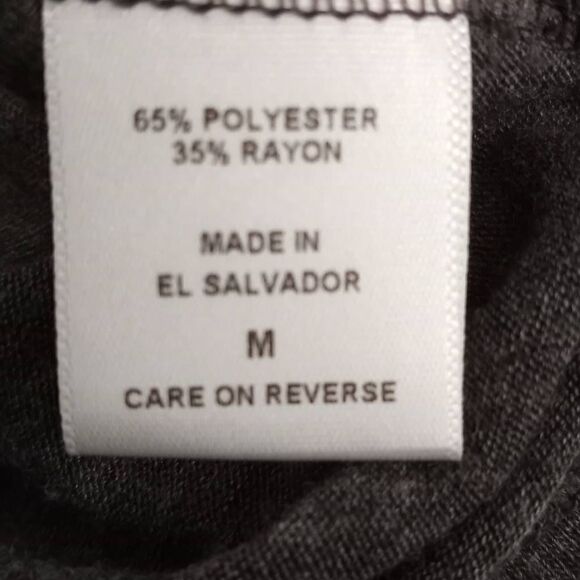 65% POLYESTER
35% RAYON
MADE IN
EL SALVADOR
M
CARE ON REVERSE